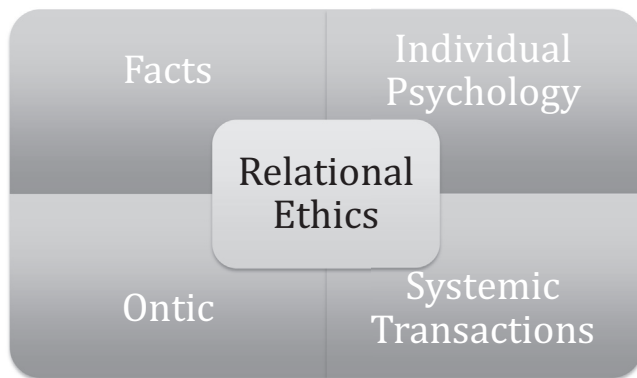 Facts
Individual
Psychology
Relational
Ethics
Ontic
Systemic
Transactions